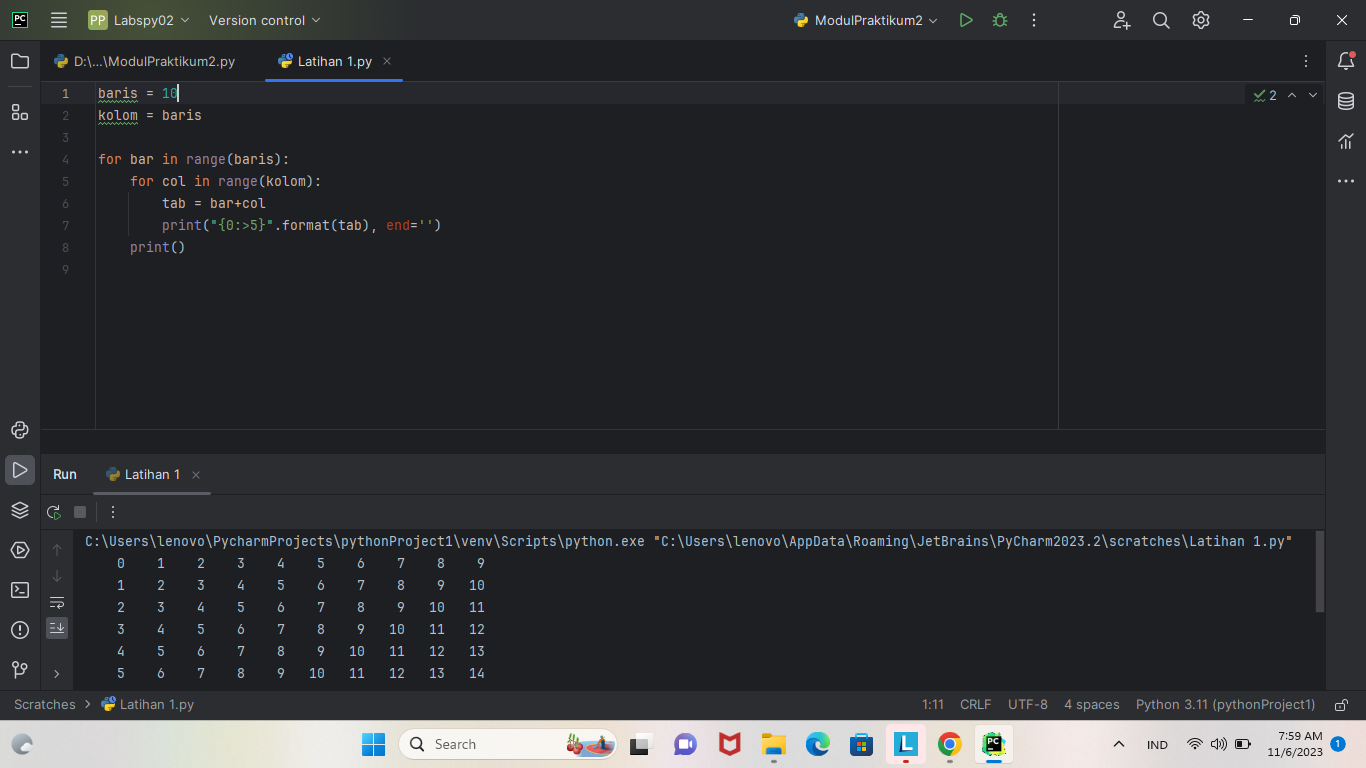 PC PP Labspy02 Version control ModulPraktikum2
D:\...\ModulPraktikum2.py Latihan 1.py
1 baris = 10 2
2 kolom = baris
3
4 for bar in range(baris):
5     for col in range(kolom):
6         tab = bar+col
7         print("{0:>5}".format(tab), end='')
8     print()
9
Run Latihan 1
C:\Users\lenovo\PycharmProjects\pythonProject1\venv\Scripts\python.exe "C:\Users\lenovo\AppData\Roaming\JetBrains\PyCharm2023.2\scratches\Latihan 1.py"
    0    1    2    3    4    5    6    7    8    9
    1    2    3    4    5    6    7    8    9   10
    2    3    4    5    6    7    8    9   10   11
    3    4    5    6    7    8    9   10   11   12
    4    5    6    7    8    9   10   11   12   13
    5    6    7    8    9   10   11   12   13   14
Scratches > Latihan 1.py 1:11 CRLF UTF-8 4 spaces Python 3.11 (pythonProject1)
Search L PC IND 7:59 AM 1
11/6/2023